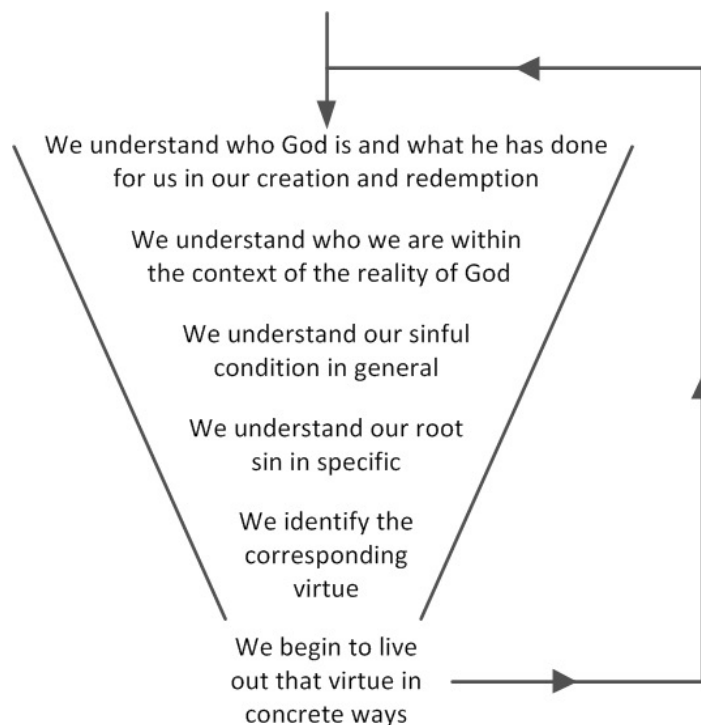 We understand who God is and what he has done
for us in our creation and redemption
We understand who we are within
the context of the reality of God
We understand our sinful
condition in general
We understand our root
sin in specific
We identify the
corresponding
virtue
We begin to live
out that virtue in
concrete ways